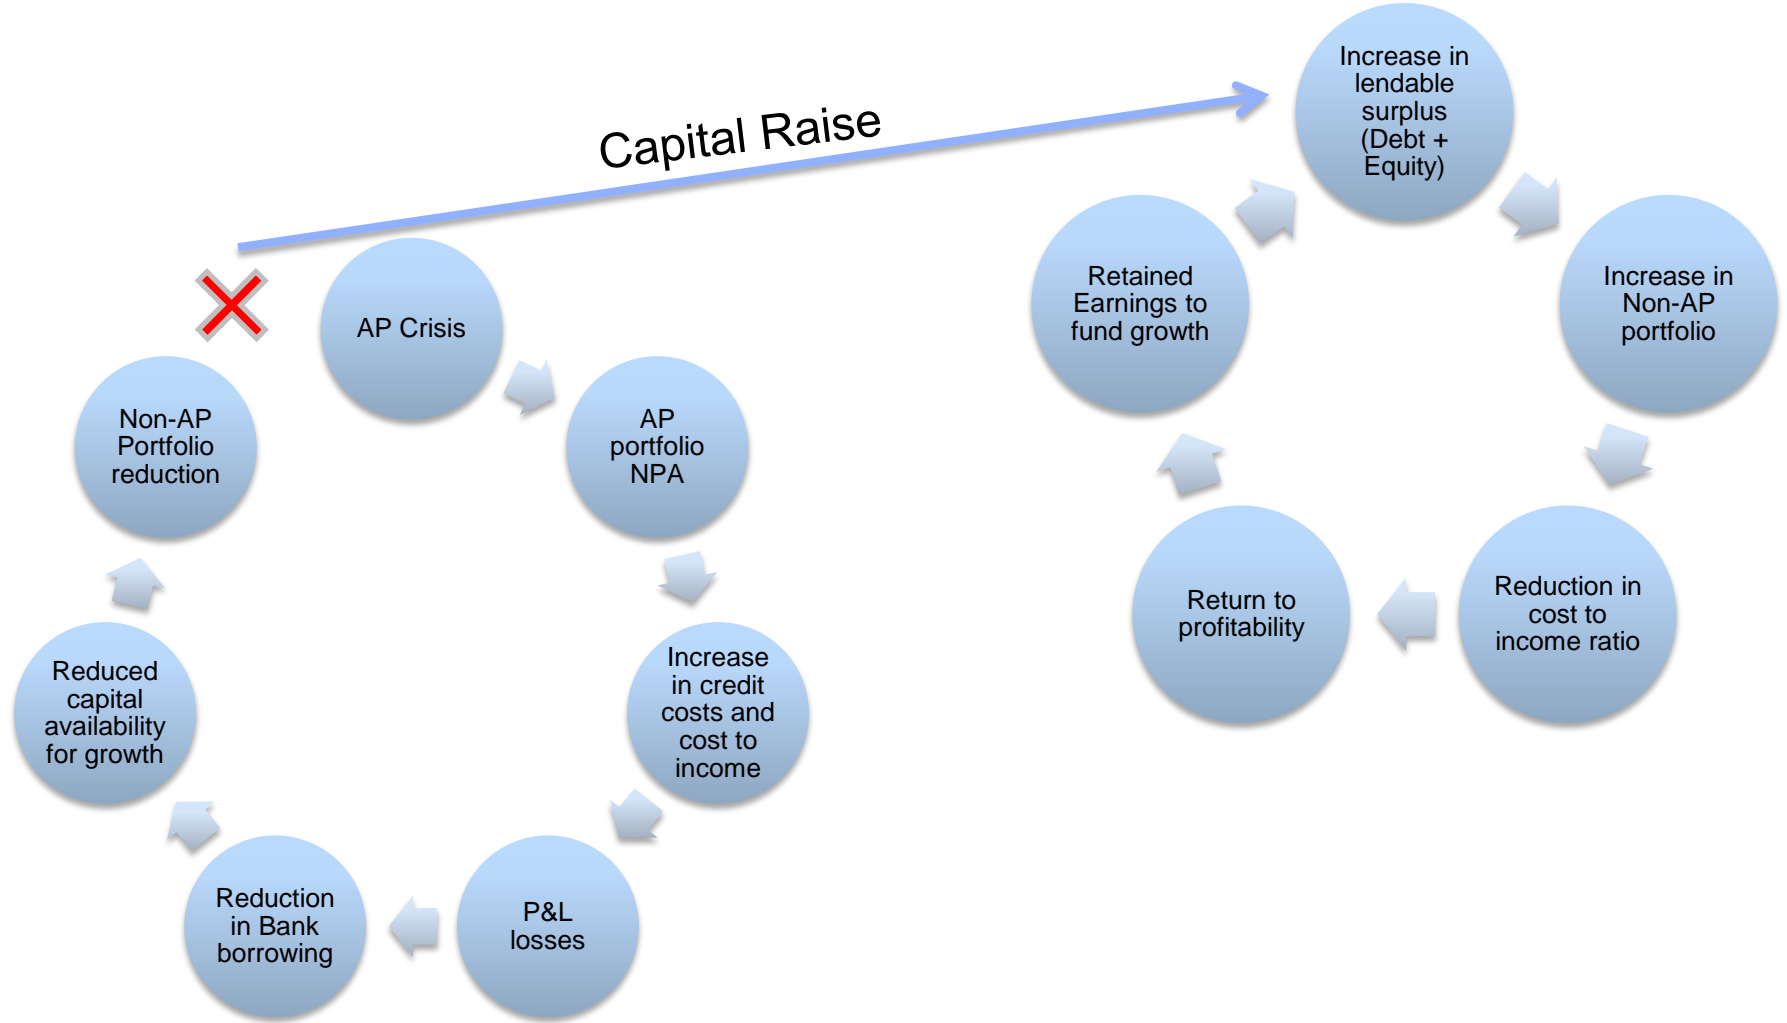 Capital Raise
AP Crisis
AP
portfolio
NPA
Increase
in credit
costs and
cost to
income
P&L
losses
Reduction
in Bank
borrowing
Reduced
capital
availability
for growth
Non-AP
Portfolio
reduction
Increase in
lendable
surplus
(Debt +
Equity)
Increase in
Non-AP
portfolio
Reduction in
cost to
income ratio
Return to
profitability
Retained
Earnings to
fund growth